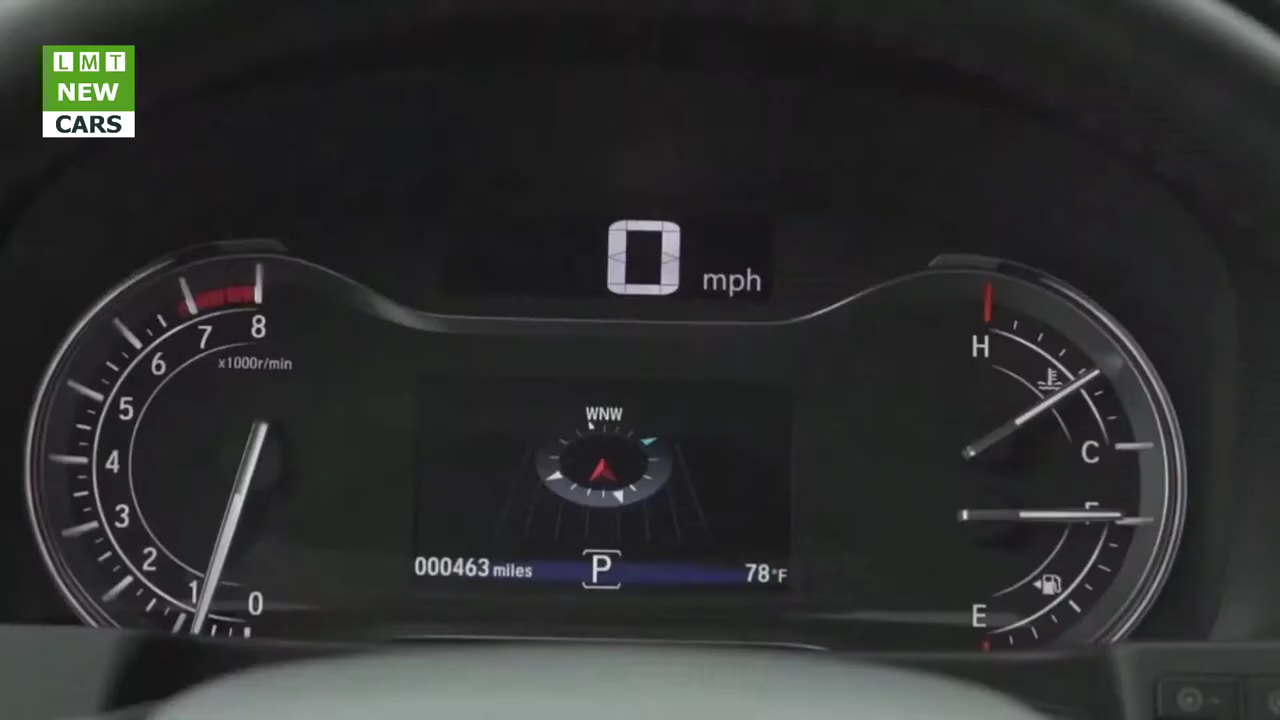 LMT
NEW
CARS
0 mph
H
8
7
x1000r/min
6
5
WNW
C
4
3
2
000463 miles
P
78°F
1
0
E